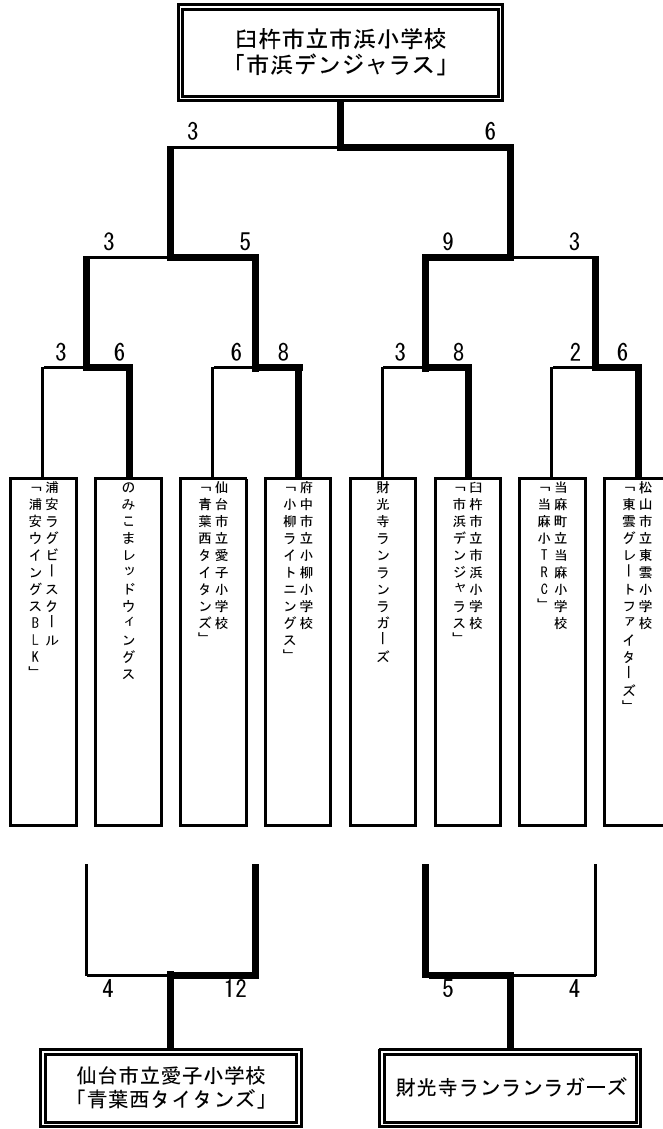 臼杵市立市浜小学校
「市浜デンジャラス」
3
6
3
5
9
3
3
6
6
8
3
8
2
6
浦安ラグビースクール
「浦安ウイングスBLK」
のみこまレッドウィングス
仙台市立愛子小学校
「青葉西タイタンズ」
府中市立小柳小学校
「小柳ライトニングス」
財光寺ランランラガーズ
臼杵市立市浜小学校
「市浜デンジャラス」
当麻町立当麻小学校
「当麻小TRC」
松山市立東雲小学校
「東雲グレートファイターズ」
4
12
5
4
仙台市立愛子小学校
「青葉西タイタンズ」
財光寺ランランラガーズ